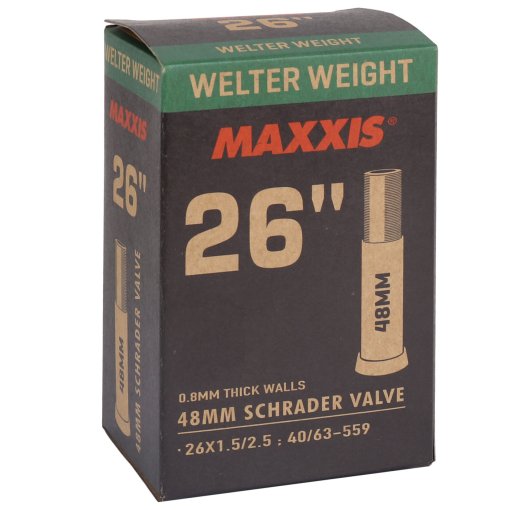 WELTER WEIGHT
MAXXIS®
26"
48MM
0.8MM THICK WALLS
48MM SCHRADER VALVE
·26X1.5/2.5 ; 40/63-559
WELTER WEIGHT
MAXXIS
26"
48MM
48MM SCHRADER VALVE